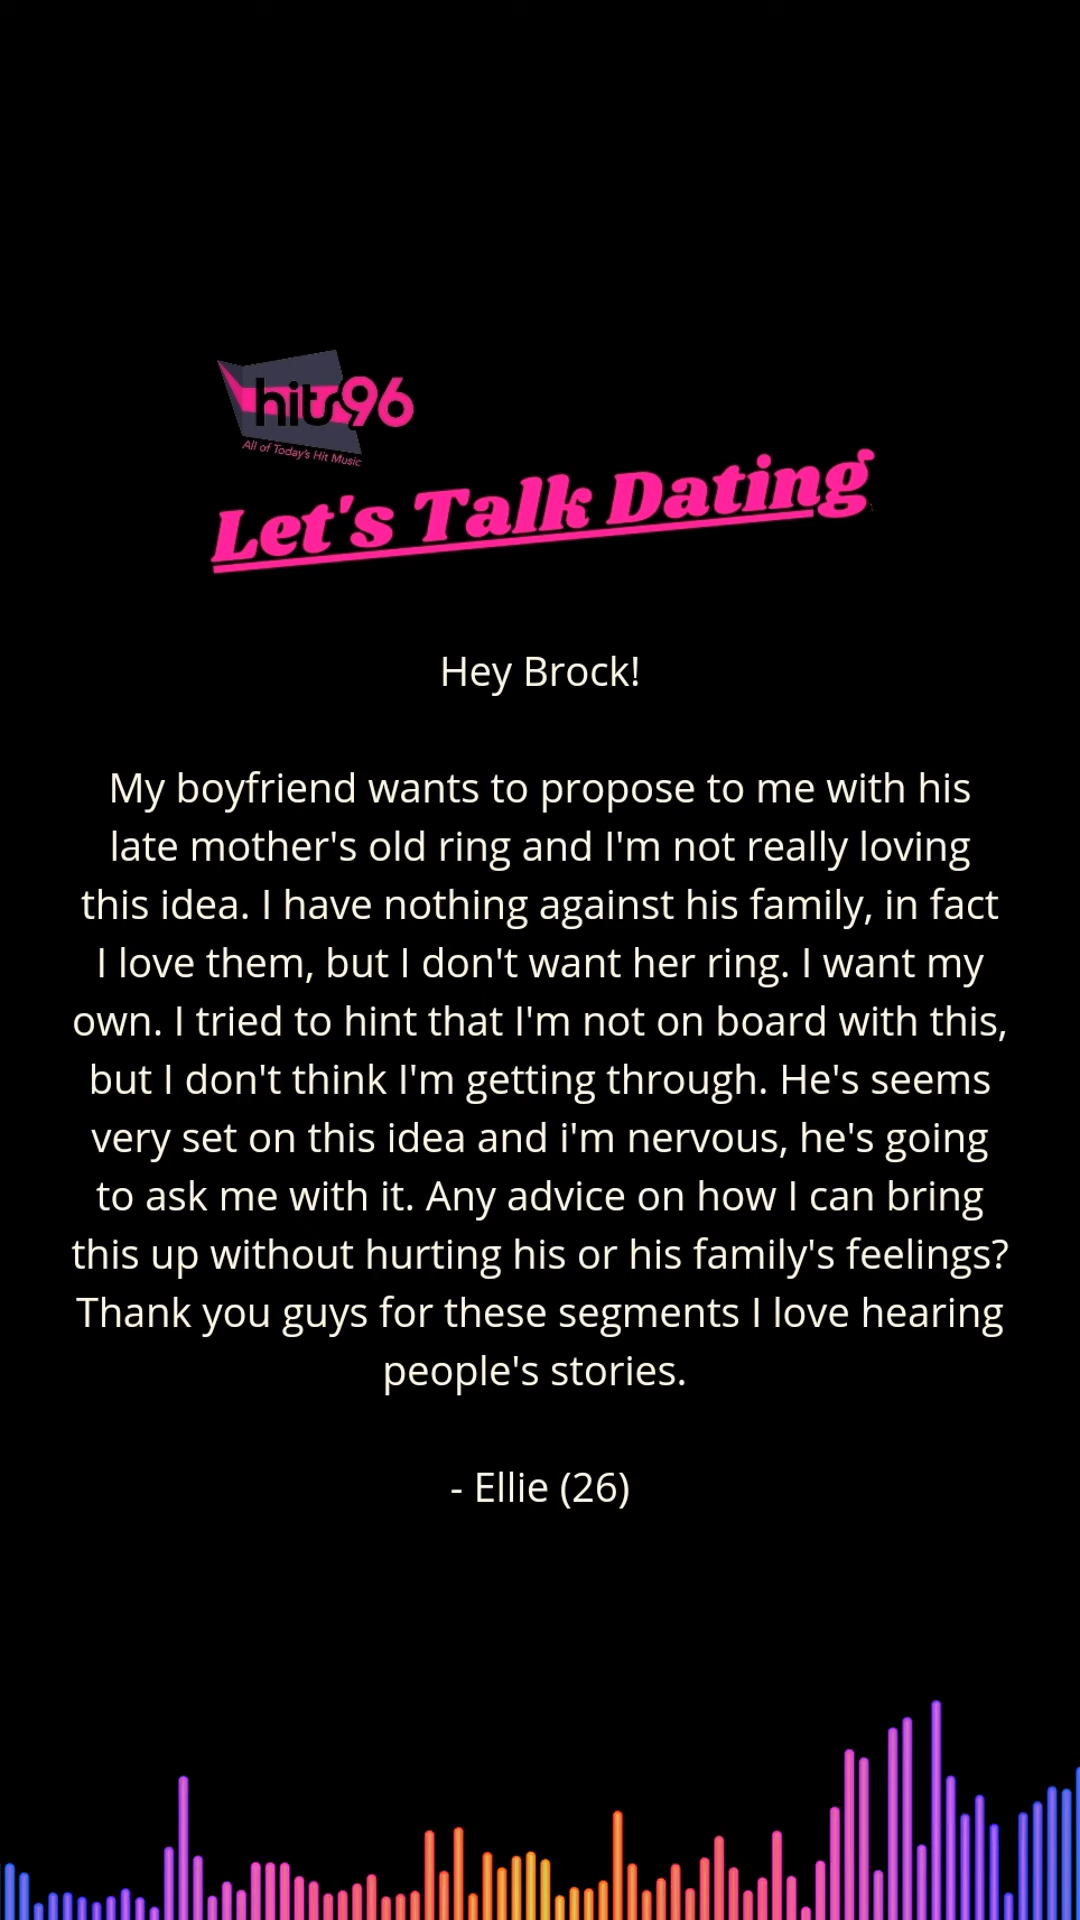 hits96
All of Today's Hit Music
Let's Talk Dating
Hey Brock!
My boyfriend wants to propose to me with his
late mother's old ring and I'm not really loving
this idea. I have nothing against his family, in fact
I love them, but I don't want her ring. I want my
own. I tried to hint that I'm not on board with this,
but I don't think I'm getting through. He's seems
very set on this idea and i'm nervous, he's going
to ask me with it. Any advice on how I can bring
this up without hurting his or his family's feelings?
Thank you guys for these segments I love hearing
people's stories.
- Ellie (26)